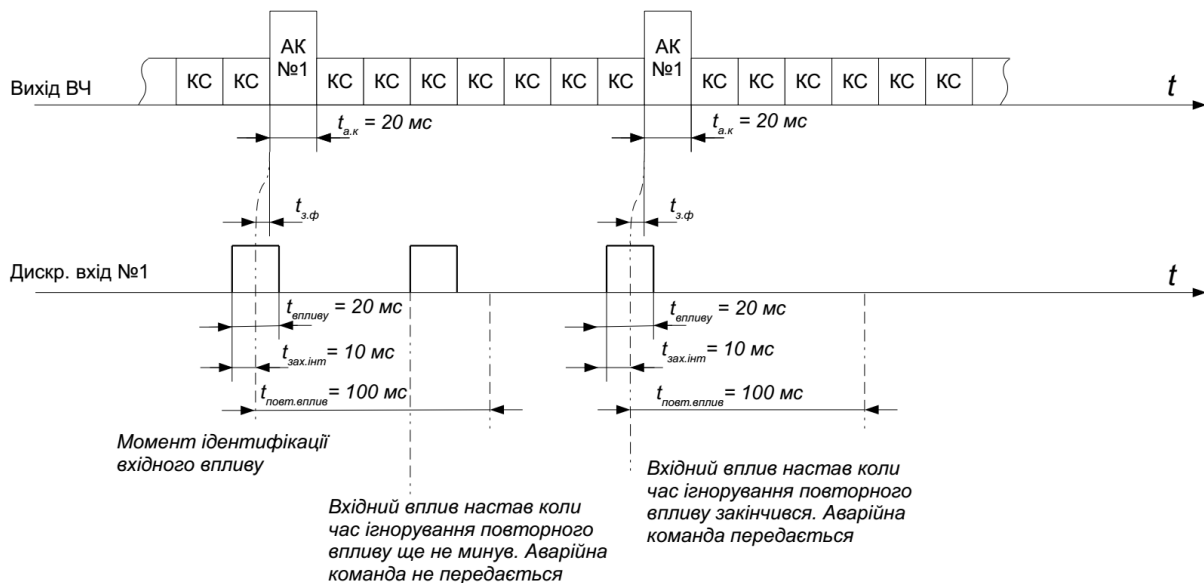 АК
№1
АК
№1
КС КС КС КС КС КС КС КС КС КС КС КС КС КС КС
Вихід ВЧ
t
tа.к = 20 мс
tа.к = 20 мс
tз.ф
tз.ф
Дискр. вхід №1
t
tвпливу = 20 мс
tвпливу = 20 мс
tзах.інт = 10 мс
tзах.інт = 10 мс
tповт.вплив = 100 мс
tповт.вплив = 100 мс
Момент ідентифікації
вхідного впливу
Вхідний вплив настав коли
час ігнорування повторного
впливу ще не минув. Аварійна
команда не передається
Вхідний вплив настав коли
час ігнорування повторного
впливу закінчився. Аварійна
команда передається